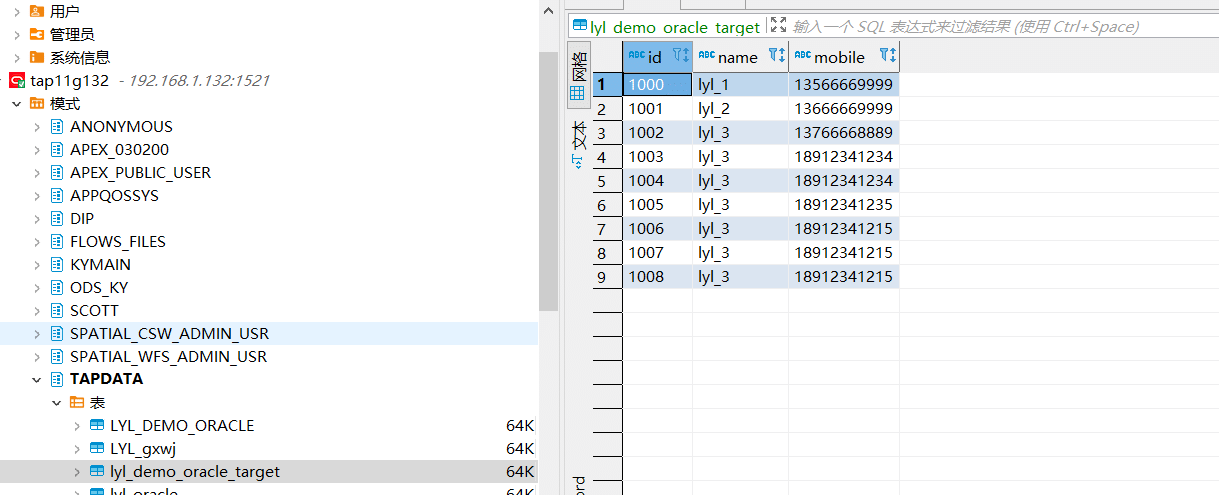 用户
管理员
系统信息
tap11g132 - 192.168.1.132:1521
模式
ANONYMOUS
APEX_030200
APEX_PUBLIC_USER
APPQOSSYS
DIP
FLOWS_FILES
KYMAIN
ODS_KY
SCOTT
SPATIAL_CSW_ADMIN_USR
SPATIAL_WFS_ADMIN_USR
TAPDATA
表
LYL_DEMO_ORACLE 64K
LYL_gxwj 64K
lyl_demo_oracle_target 64K
lyl_oracle 64K
lyl_demo_oracle_target 输入一个 SQL 表达式来过滤结果 (使用 Ctrl+Space)
网格
文本
ABC id ABC name ABC mobile
1 1000 lyl_1 13566669999
2 1001 lyl_2 13666669999
3 1002 lyl_3 13766668889
4 1003 lyl_3 18912341234
5 1004 lyl_3 18912341234
6 1005 lyl_3 18912341235
7 1006 lyl_3 18912341215
8 1007 lyl_3 18912341215
9 1008 lyl_3 18912341215